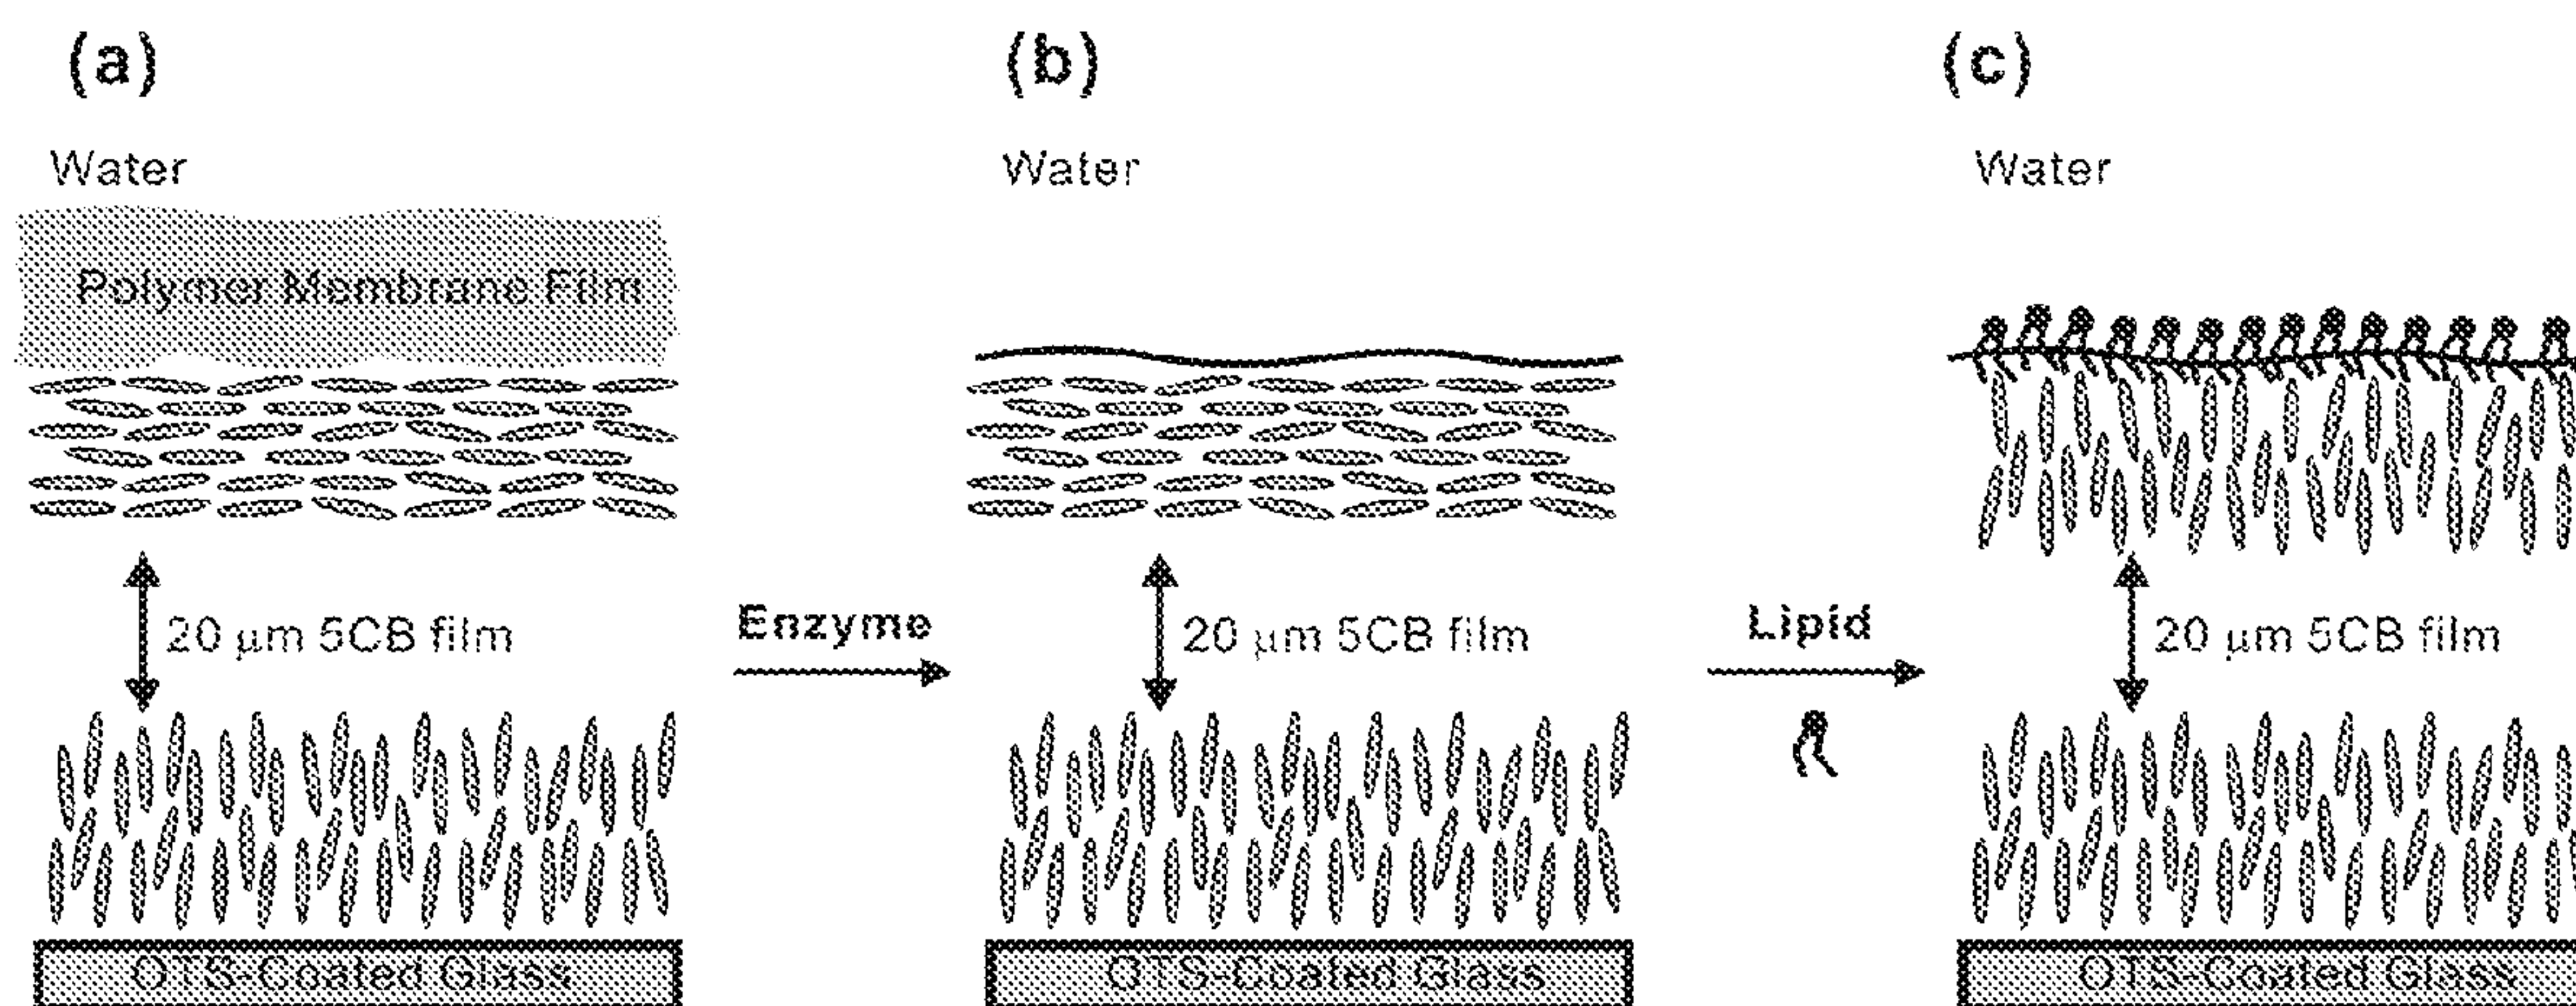 (a)
Water
Polymer Membrane Film
20 μm 5CB film
OTS-Coated Glass
Enzyme
(b)
Water
20 μm 5CB film
OTS-Coated Glass
Lipid
(c)
Water
20 μm 5CB film
OTS-Coated Glass